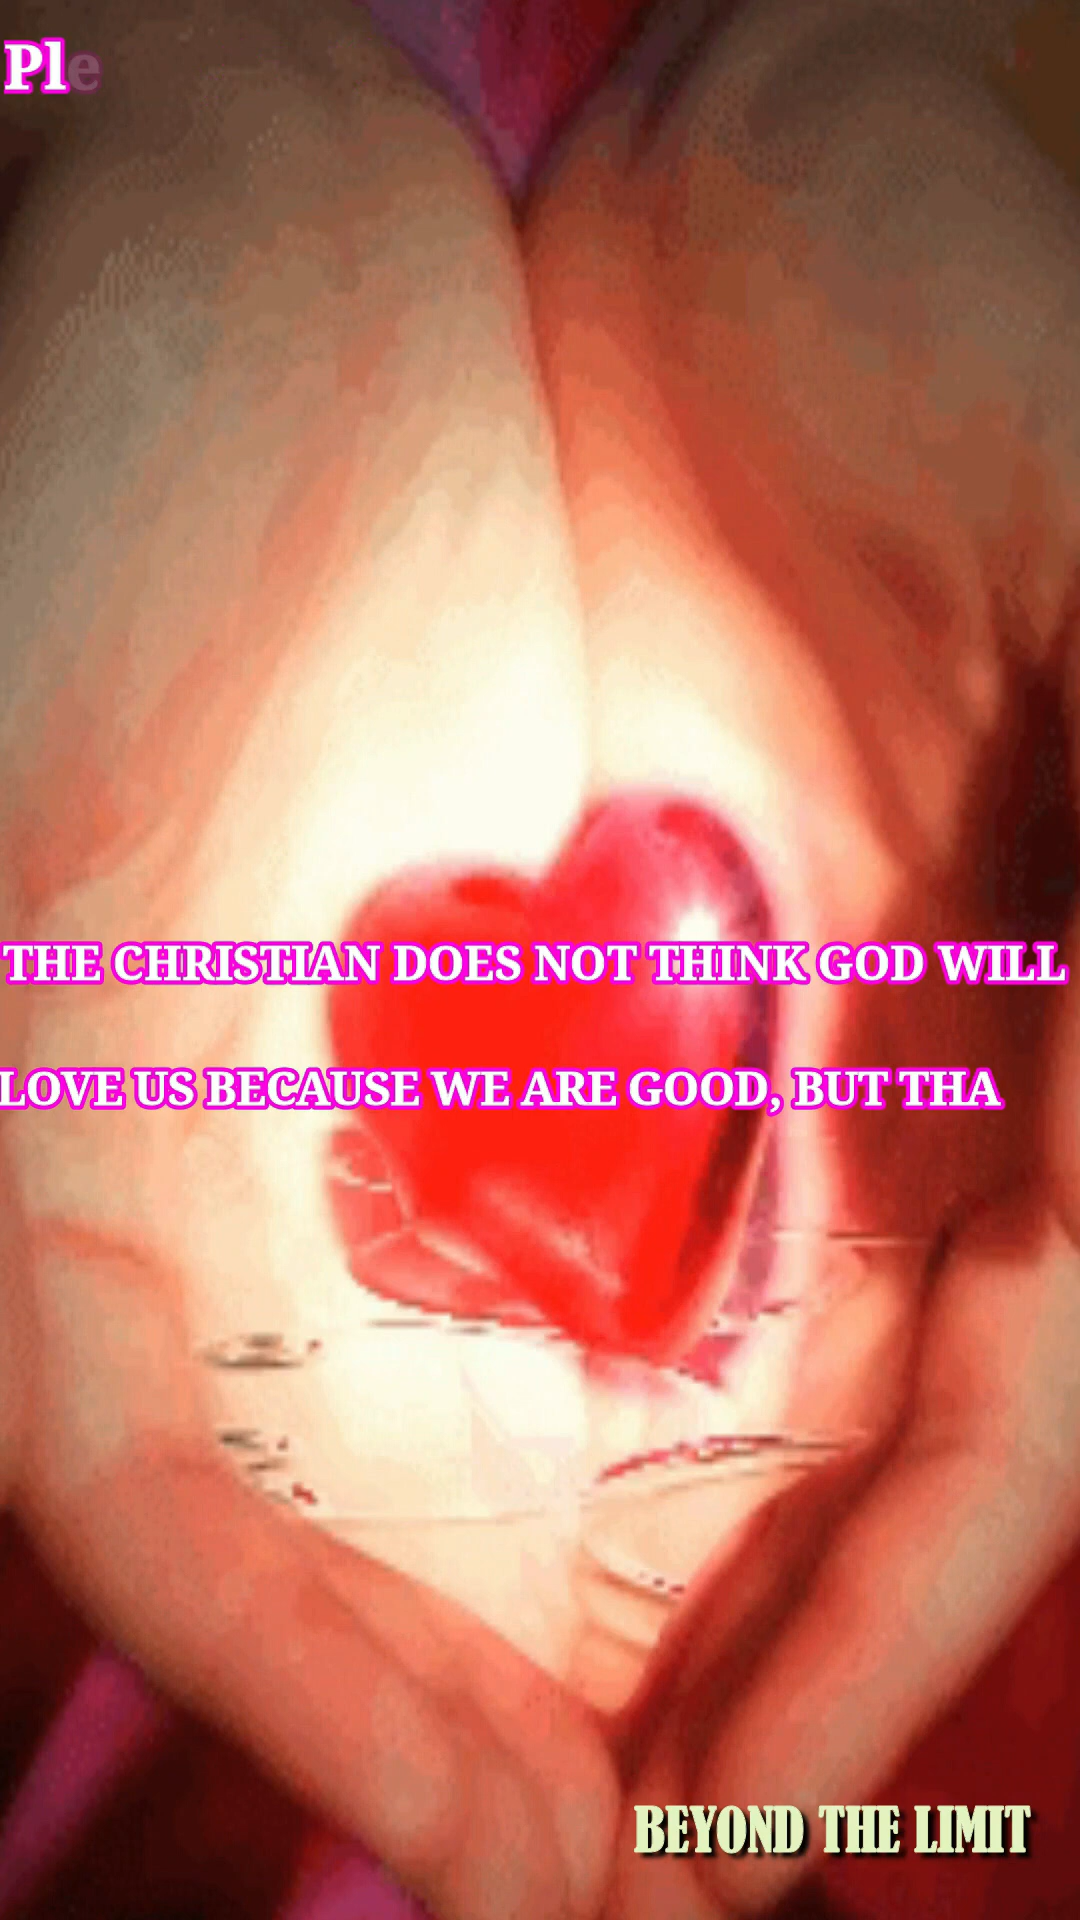 Ple
THE CHRISTIAN DOES NOT THINK GOD WILL
LOVE US BECAUSE WE ARE GOOD, BUT THA
BEYOND THE LIMIT